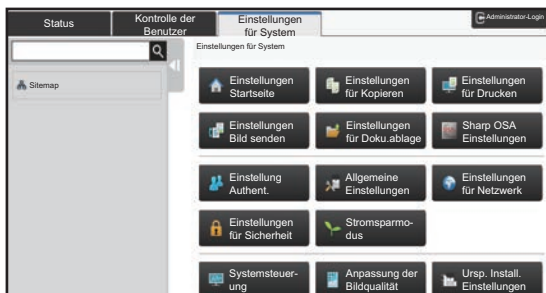 Status
Kontrolle der
Benutzer
Einstellungen
für System
Administrator-Login
Einstellungen für System
Sitemap
Einstellungen
Startseite
Einstellungen
für Kopieren
Einstellungen
für Drucken
Einstellungen
Bild senden
Einstellungen
für Doku.ablage
Sharp OSA
Einstellungen
Einstellung
Authent.
Allgemeine
Einstellungen
Einstellungen
für Netzwerk
Einstellungen
für Sicherheit
Stromsparmo-
dus
Systemsteuer-
ung
Anpassung der
Bildqualität
Urspr. Install.
Einstellungen